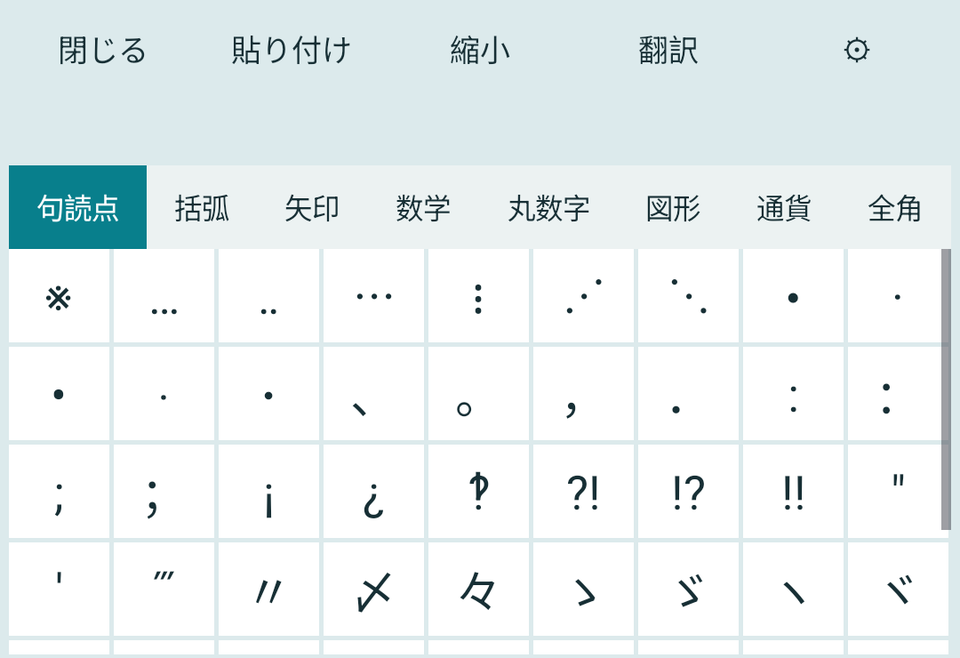 閉じる 貼り付け 縮小 翻訳
句読点 括弧 矢印 数学 丸数字 図形 通貨 全角
※ … ‥ ⋯ ⋮ ⋰ ⋱ • ·
• · ・ 、 。 , . : :
; ; ¡ ¿ ‽ ⁈ ⁉ ‼ "
' ‴ 〃 〆 々 ゝ ゞ ヽ ヾ